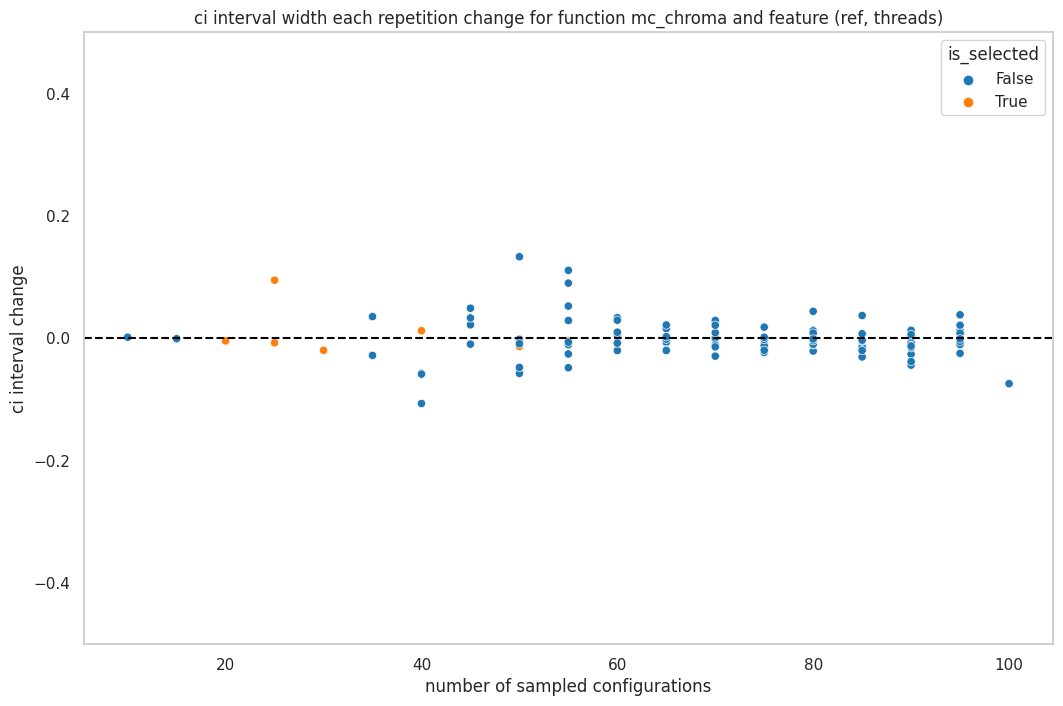 ci interval width each repetition change for function mc_chroma and feature (ref, threads)
is_selected
False
True
ci interval change
0.4
0.2
0.0
−0.2
−0.4
20
40
60
80
100
number of sampled configurations